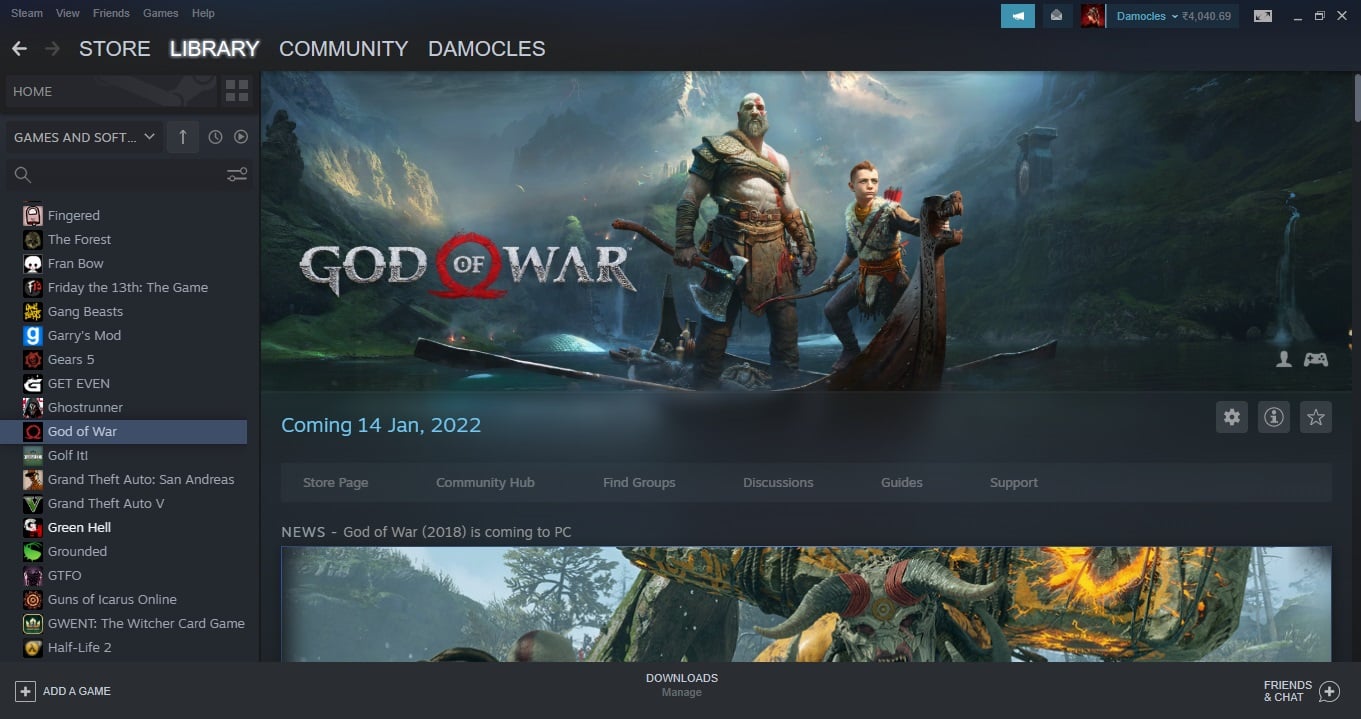 Steam View Friends Games Help
Damocles ₹4,040.69
STORE LIBRARY COMMUNITY DAMOCLES
HOME
GAMES AND SOFT...
Fingered
The Forest
Fran Bow
Friday the 13th: The Game
Gang Beasts
Garry's Mod
Gears 5
GET EVEN
Ghostrunner
God of War
Golf It!
Grand Theft Auto: San Andreas
Grand Theft Auto V
Green Hell
Grounded
GTFO
Guns of Icarus Online
GWENT: The Witcher Card Game
Half-Life 2
GOD OF WAR
Coming 14 Jan, 2022
Store Page Community Hub Find Groups Discussions Guides Support
NEWS - God of War (2018) is coming to PC
ADD A GAME
DOWNLOADS
Manage
FRIENDS
& CHAT